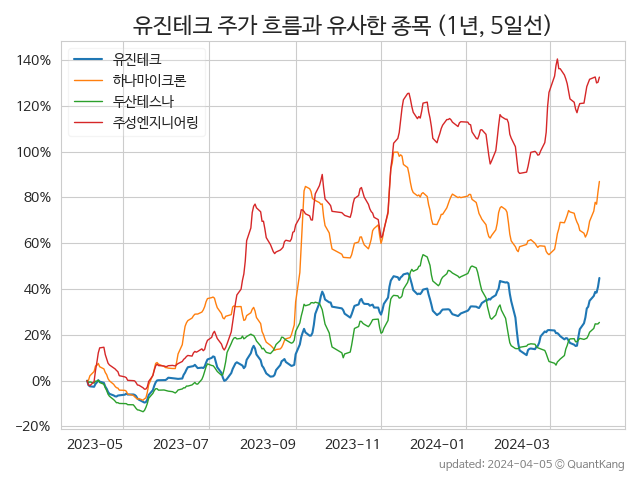 유진테크 주가 흐름과 유사한 종목 (1년, 5일선)
유진테크
하나마이크론
두산테스나
주성엔지니어링
140%
120%
100%
80%
60%
40%
20%
0%
−20%
2023-05 2023-07 2023-09 2023-11 2024-01 2024-03
updated: 2024-04-05 © QuantKang